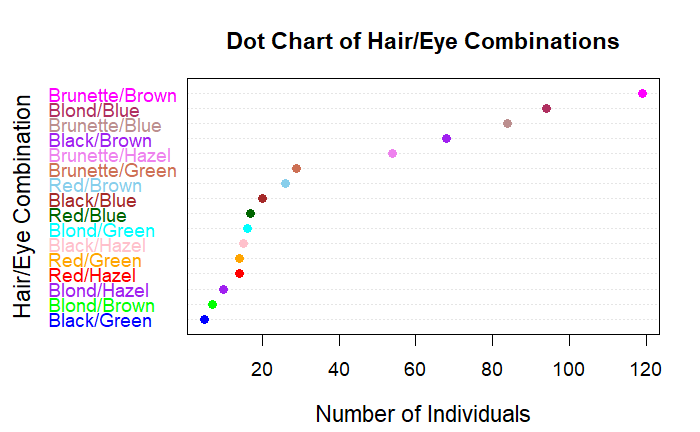 Dot Chart of Hair/Eye Combinations
Hair/Eye Combination
Brunette/Brown
Blond/Blue
Brunette/Blue
Black/Brown
Brunette/Hazel
Brunette/Green
Red/Brown
Black/Blue
Red/Blue
Blond/Green
Black/Hazel
Red/Green
Red/Hazel
Blond/Hazel
Blond/Brown
Black/Green
20 40 60 80 100 120
Number of Individuals